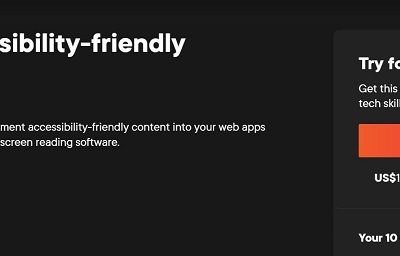 sibility-friendly
ment accessibility-friendly content into your web apps
screen reading software.
Try fo
Get this
tech skil
US$1
Your 10